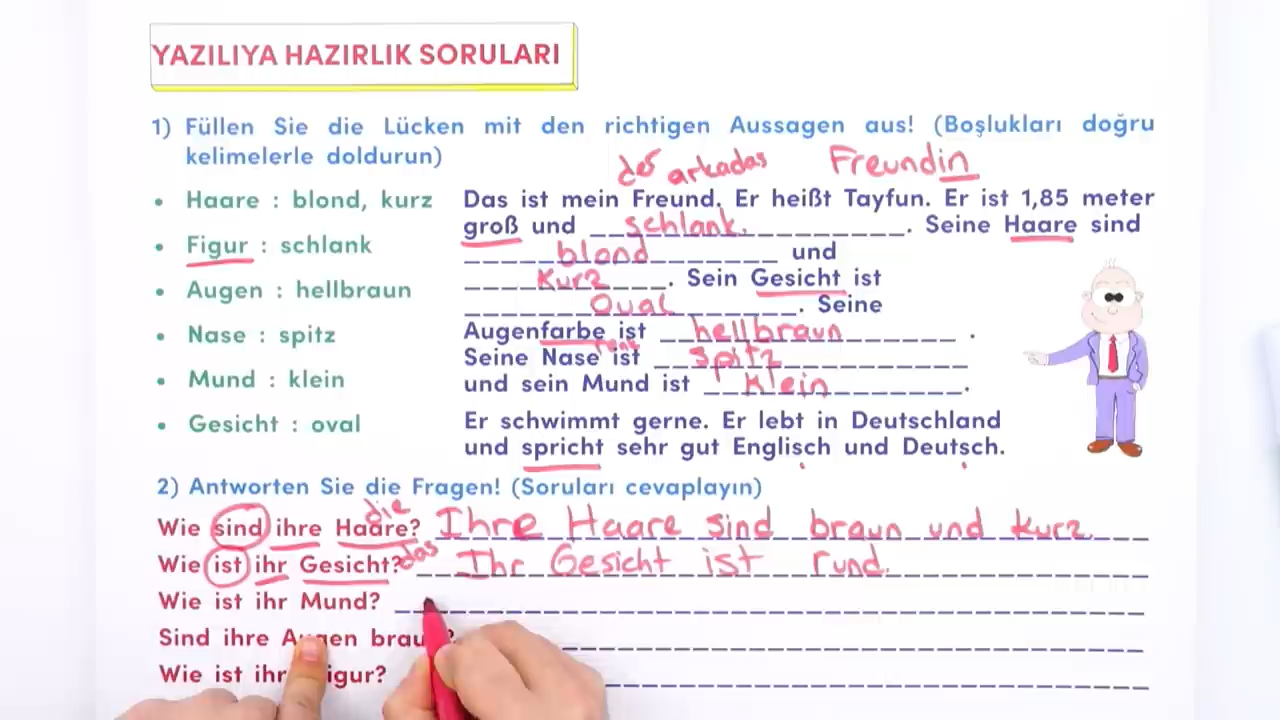 YAZILIYA HAZIRLIK SORULARI
1) Füllen Sie die Lücken mit den richtigen Aussagen aus! (Boşlukları doğru
kelimelerle doldurun)
der arkadas Freundin
• Haare : blond, kurz
• Figur : schlank
• Augen : hellbraun
• Nase : spitz
• Mund : klein
• Gesicht : oval
Das ist mein Freund. Er heißt Tayfun. Er ist 1,85 meter
groß und schlank. Seine Haare sind
blond und
kurz. Sein Gesicht ist
oval. Seine
Augenfarbe ist hellbraun.
Seine Nase ist spitz
und sein Mund ist klein.
Er schwimmt gerne. Er lebt in Deutschland
und spricht sehr gut Englisch und Deutsch.
2) Antworten Sie die Fragen! (Soruları cevaplayın)
die
Wie sind ihre Haare? Ihre Haare sind braun und kurz.
Wie ist ihr Gesicht? das Ihr Gesicht ist rund.
Wie ist ihr Mund?
Sind ihre Augen
Wie ist ihr